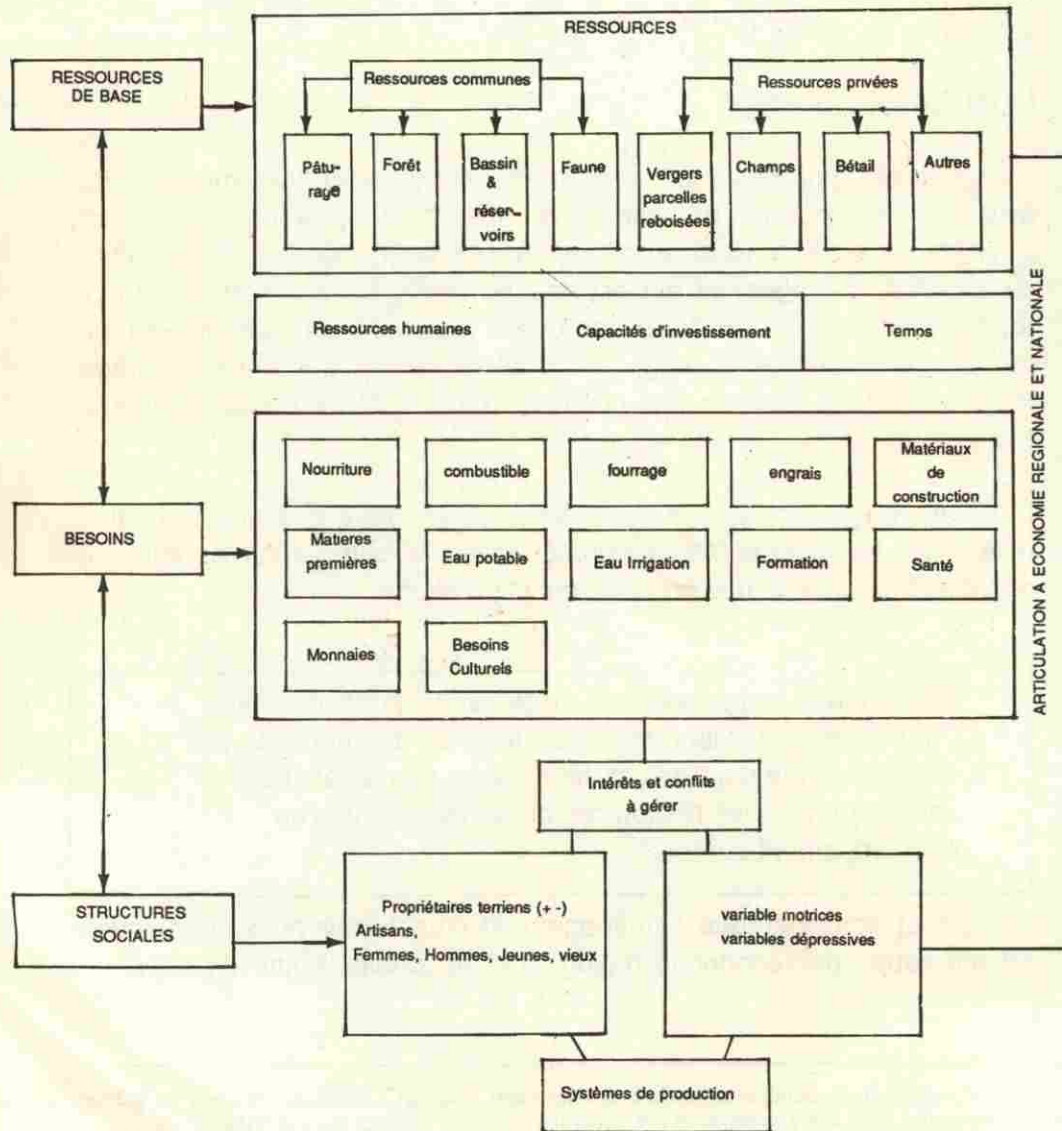 RESSOURCES
RESSOURCES
DE BASE
Ressources communes
Ressources privées
Pâtu-
raye
Forêt
Bassin
&
réser-
voirs
Faune
Vergers
parcelles
reboisées
Champs
Bétail
Autres
Ressources humaines
Capacités d'investissement
Temps
ARTICULATION A ECONOMIE REGIONALE ET NATIONALE
BESOINS
Nourriture
combustible
fourrage
engrais
Matériaux
de
construction
Matieres
premières
Eau potable
Eau Irrigation
Formation
Santé
Monnaies
Besoins
Culturels
Intérêts et conflits
à gérer
STRUCTURES
SOCIALES
Propriétaires terriens (+ -)
Artisans,
Femmes, Hommes, Jeunes, vieux
variable motrices
variables dépressives
Systèmes de production